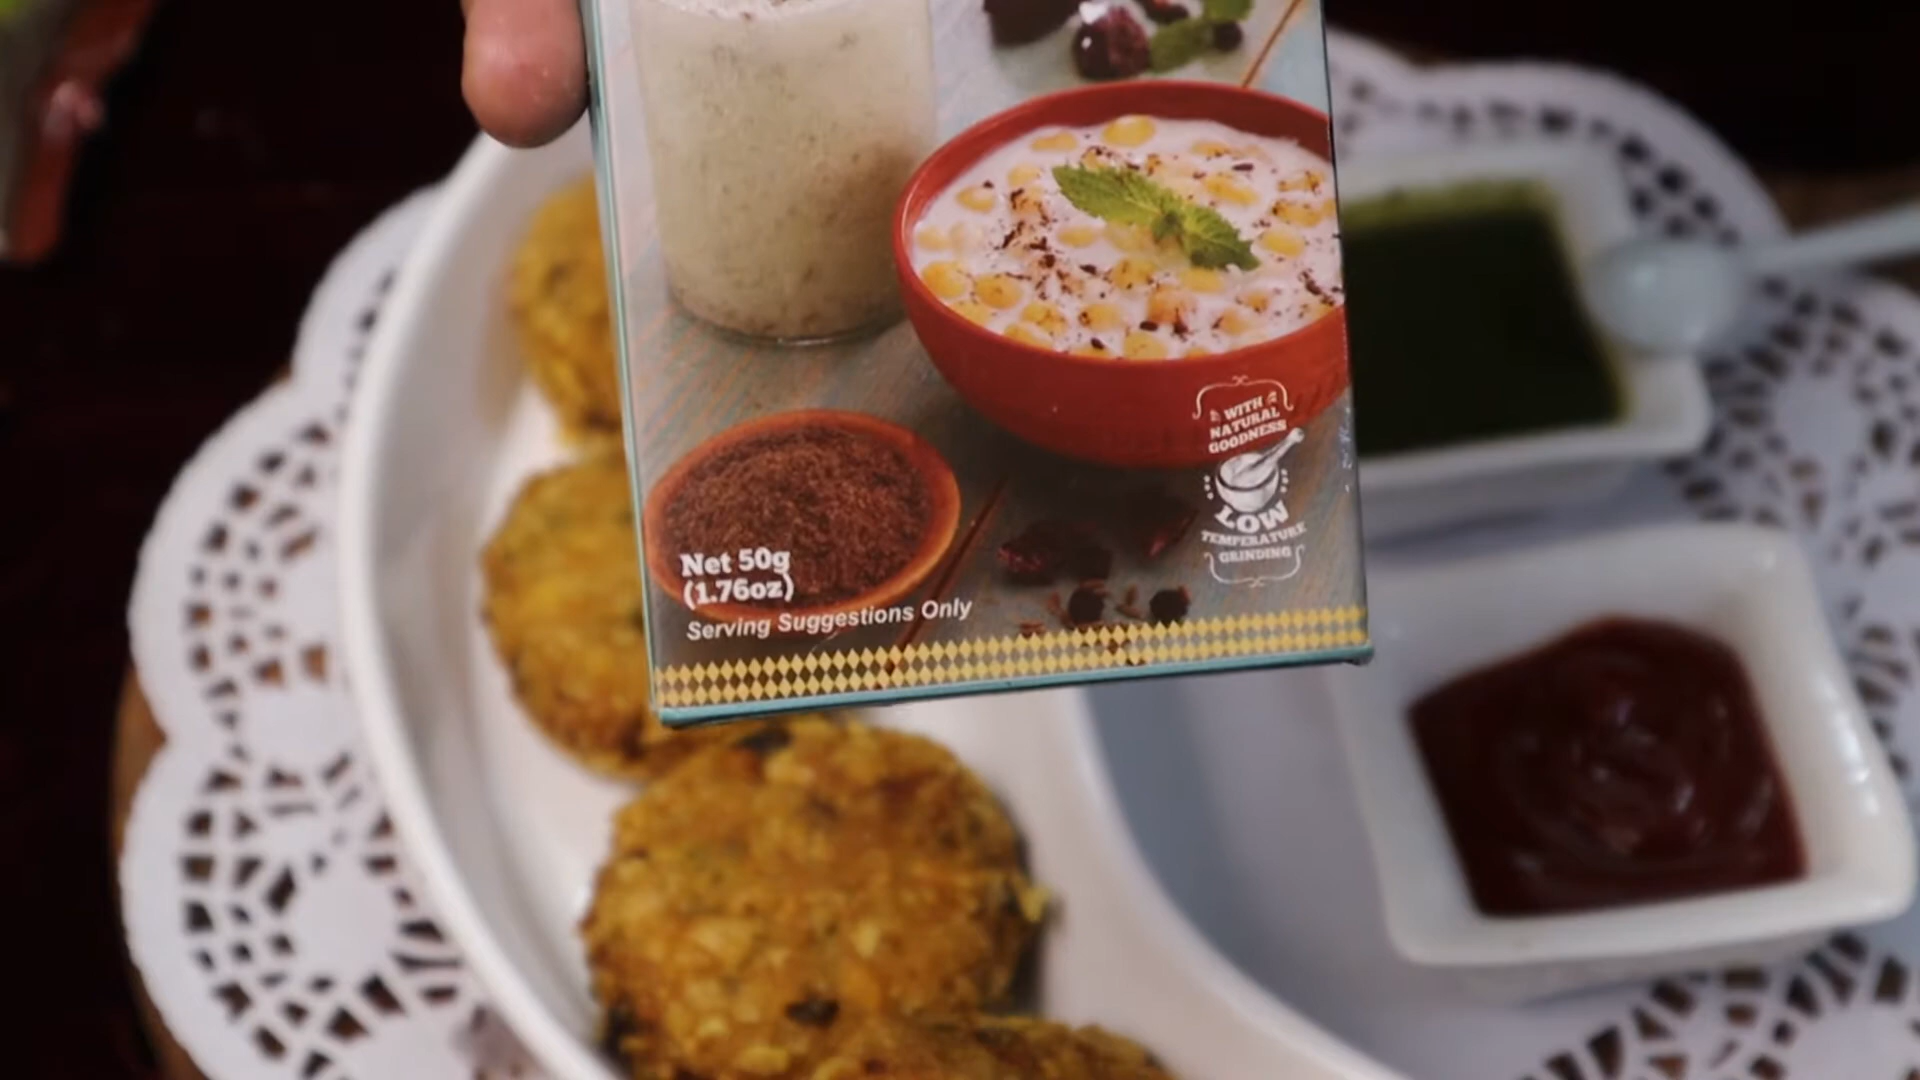 WITH
NATURAL
GOODNESS
LOW
TEMPERATURE
GRINDING
Net 50g
(1.76oz)
Serving Suggestions Only